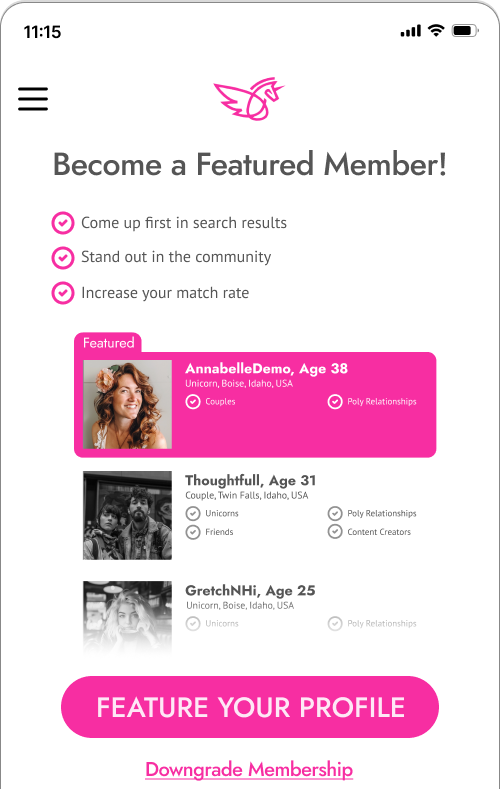 11:15
Become a Featured Member!
Come up first in search results
Stand out in the community
Increase your match rate
Featured
AnnabelleDemo, Age 38
Unicorn, Boise, Idaho, USA
Couples
Poly Relationships
Thoughtfull, Age 31
Couple, Twin Falls, Idaho, USA
Unicorns
Poly Relationships
Friends
Content Creators
GretchNHi, Age 25
Unicorn, Boise, Idaho, USA
Unicorns
Poly Relationships
FEATURE YOUR PROFILE
Downgrade Membership